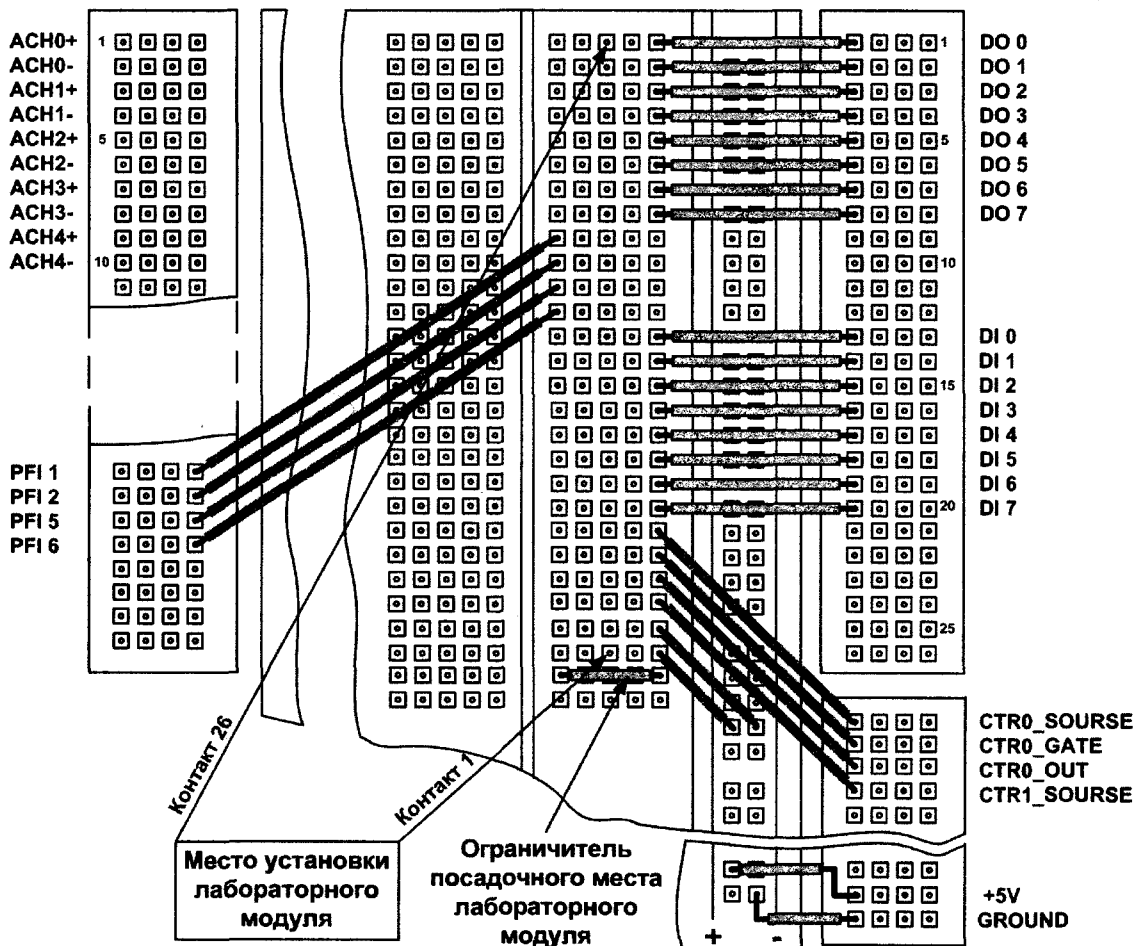 ACH0+
ACH0-
ACH1+
ACH1-
ACH2+
ACH2-
ACH3+
ACH3-
ACH4+
ACH4-
1
5
10
PFI 1
PFI 2
PFI 5
PFI 6
1
5
10
15
20
25
DO 0
DO 1
DO 2
DO 3
DO 4
DO 5
DO 6
DO 7
DI 0
DI 1
DI 2
DI 3
DI 4
DI 5
DI 6
DI 7
CTR0_SOURSE
CTR0_GATE
CTR0_OUT
CTR1_SOURSE
+5V
GROUND
Контакт 26
Контакт 1
Место установки
лабораторного
модуля
Ограничитель
посадочного места
лабораторного
модуля
+
-